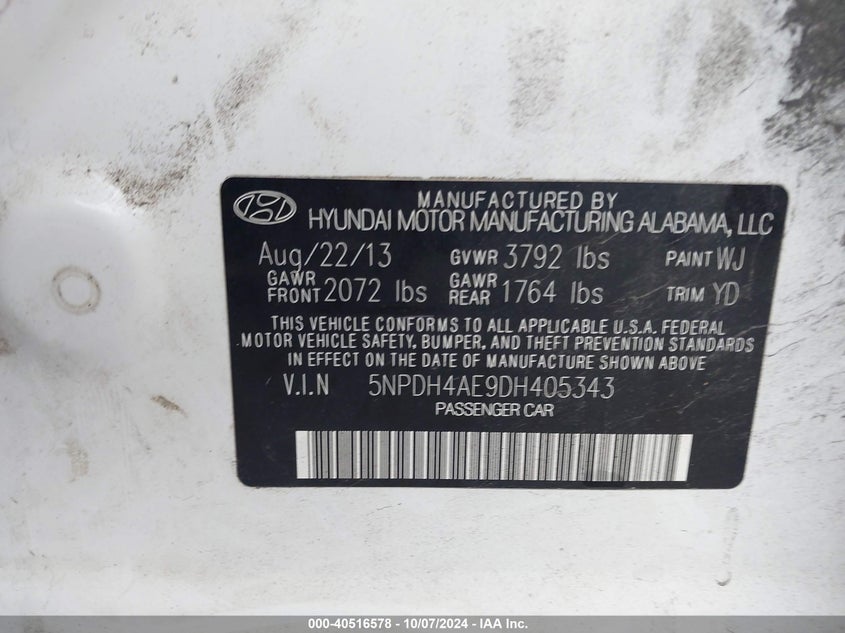 MANUFACTURED BY
HYUNDAI MOTOR MANUFACTURING ALABAMA, LLC
Aug/22/13 GVWR 3792 lbs PAINT WJ
GAWR FRONT 2072 lbs GAWR REAR 1764 lbs TRIM YD
THIS VEHICLE CONFORMS TO ALL APPLICABLE U.S.A. FEDERAL
MOTOR VEHICLE SAFETY, BUMPER, AND THEFT PREVENTION STANDARDS
IN EFFECT ON THE DATE OF MANUFACTURE SHOWN ABOVE
V.I.N 5NPDH4AE9DH405343
PASSENGER CAR
000-40516578 - 10/07/2024 - IAA Inc.